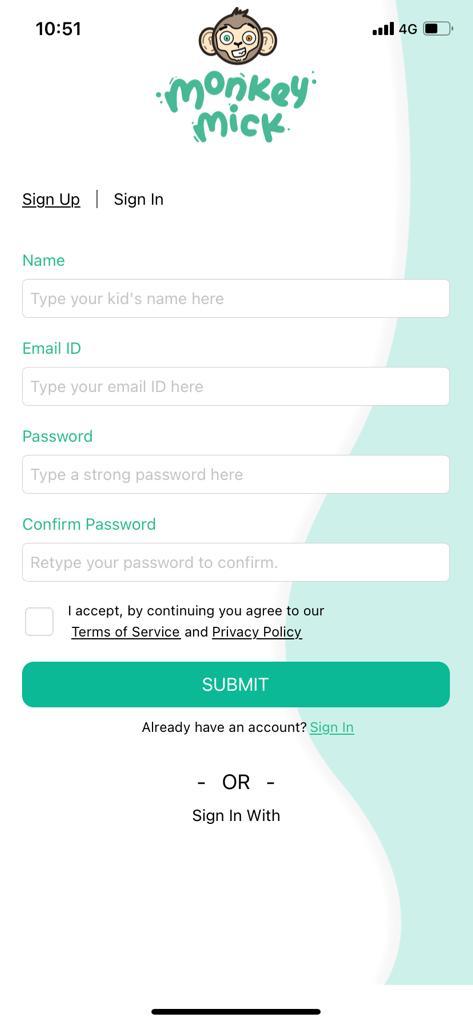 10:51
4G
monkey
mick
Sign Up | Sign In
Name
Type your kid's name here
Email ID
Type your email ID here
Password
Type a strong password here
Confirm Password
Retype your password to confirm.
I accept, by continuing you agree to our
Terms of Service and Privacy Policy
SUBMIT
Already have an account? Sign In
- OR -
Sign In With